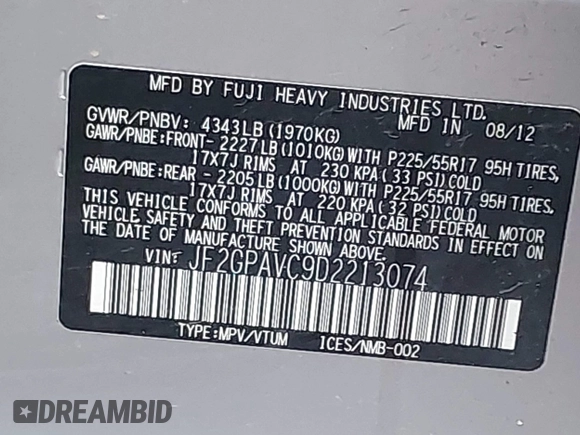 MFD BY FUJI HEAVY INDUSTRIES LTD.
GVWR/PNBV: 4343LB(1970KG) MFD IN 08/12
GAWR/PNBE:FRONT- 2227LB(1010KG)WITH P225/55R17 95H TIRES,
17X7J RIMS AT 230 KPA(33 PSI)COLD
GAWR/PNBE:REAR - 2205LB(1000KG)WITH P225/55R17 95H TIRES,
17X7J RIMS AT 220 KPA(32 PSI)COLD
THIS VEHICLE CONFORMS TO ALL APPLICABLE FEDERAL MOTOR
VEHICLE SAFETY AND THEFT PREVENTION STANDARDS IN EFFECT ON
THE DATE OF MANUFACTURE SHOWN ABOVE.
VIN: JF2GPAVC9D2213074
TYPE:MPV/VTUM ICES/NMB-002
DREAMBID